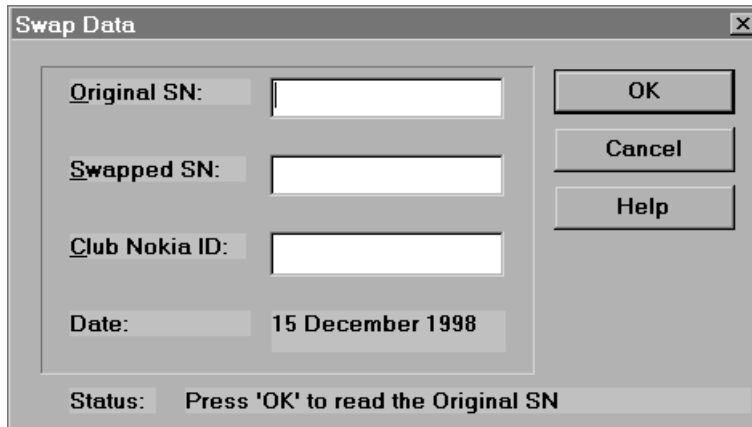 Swap Data
Original SN:
OK
Swapped SN:
Cancel
Help
Club Nokia ID:
Date: 15 December 1998
Status: Press 'OK' to read the Original SN